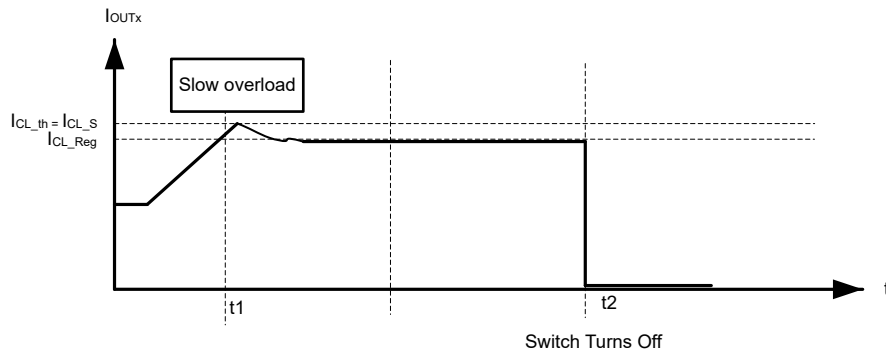 IOUTx
Slow overload
ICL_th = ICL_S
ICL_Reg
t
t1
t2
Switch Turns Off